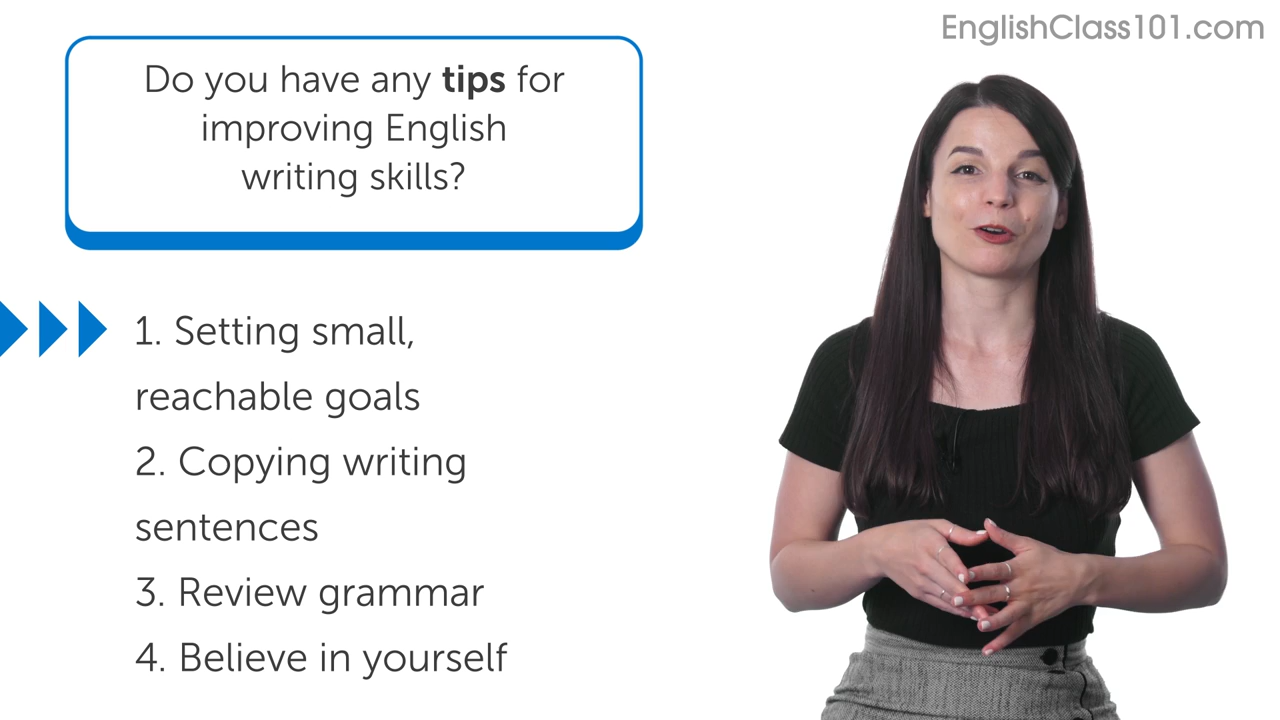 EnglishClass101.com
Do you have any tips for
improving English
writing skills?
1. Setting small,
reachable goals
2. Copying writing
sentences
3. Review grammar
4. Believe in yourself